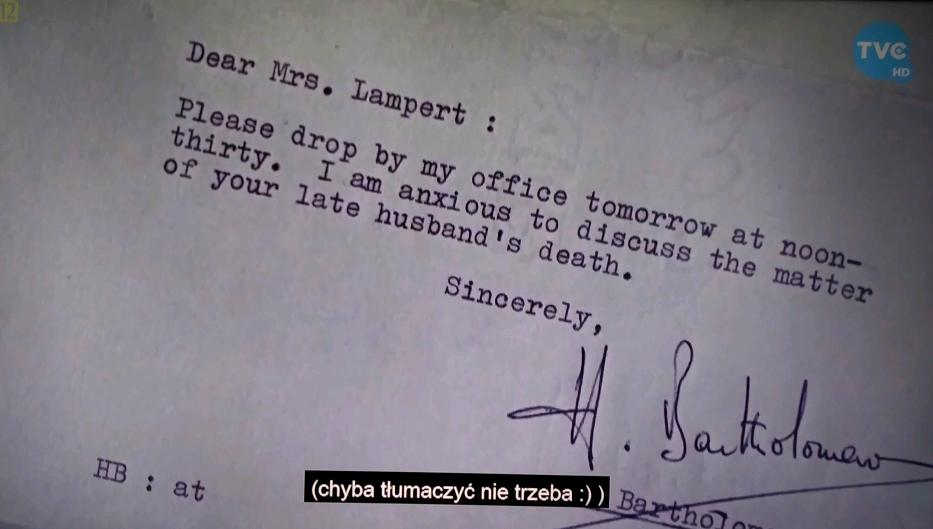 12
TVC
HD
Dear Mrs. Lampert :
Please drop by my office tomorrow at noon-
thirty.  I am anxious to discuss the matter
of your late husband's death.
Sincerely,
H. Bartholomew
HB : at
(chyba tłumaczyć nie trzeba :) )